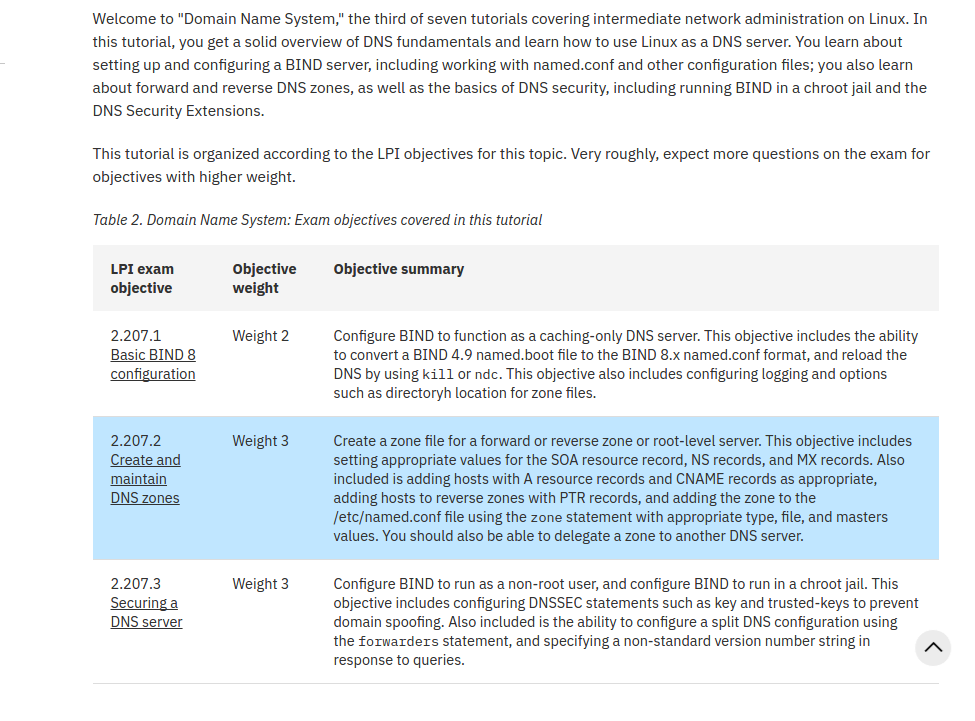 Welcome to "Domain Name System," the third of seven tutorials covering intermediate network administration on Linux. In
this tutorial, you get a solid overview of DNS fundamentals and learn how to use Linux as a DNS server. You learn about
setting up and configuring a BIND server, including working with named.conf and other configuration files; you also learn
about forward and reverse DNS zones, as well as the basics of DNS security, including running BIND in a chroot jail and the
DNS Security Extensions.
This tutorial is organized according to the LPI objectives for this topic. Very roughly, expect more questions on the exam for
objectives with higher weight.
Table 2. Domain Name System: Exam objectives covered in this tutorial
LPI exam
objective
Objective
weight
Objective summary
2.207.1
Basic BIND 8
configuration
Weight 2
Configure BIND to function as a caching-only DNS server. This objective includes the ability
to convert a BIND 4.9 named.boot file to the BIND 8.x named.conf format, and reload the
DNS by using kill or ndc. This objective also includes configuring logging and options
such as directoryh location for zone files.
2.207.2
Create and
maintain
DNS zones
Weight 3
Create a zone file for a forward or reverse zone or root-level server. This objective includes
setting appropriate values for the SOA resource record, NS records, and MX records. Also
included is adding hosts with A resource records and CNAME records as appropriate,
adding hosts to reverse zones with PTR records, and adding the zone to the
/etc/named.conf file using the zone statement with appropriate type, file, and masters
values. You should also be able to delegate a zone to another DNS server.
2.207.3
Securing a
DNS server
Weight 3
Configure BIND to run as a non-root user, and configure BIND to run in a chroot jail. This
objective includes configuring DNSSEC statements such as key and trusted-keys to prevent
domain spoofing. Also included is the ability to configure a split DNS configuration using
the forwarders statement, and specifying a non-standard version number string in
response to queries.